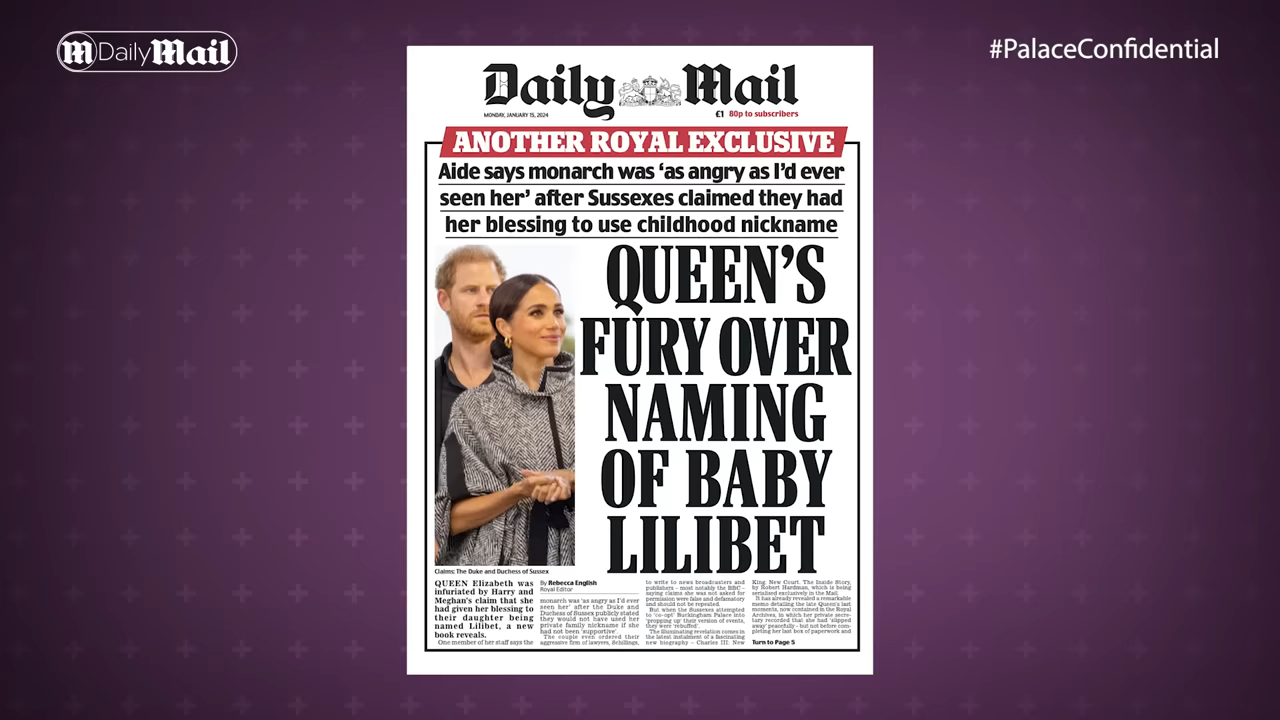 Daily Mail
#PalaceConfidential
Daily Mail
MONDAY, JANUARY 15, 2024
£1 80p to subscribers
ANOTHER ROYAL EXCLUSIVE
Aide says monarch was ‘as angry as I’d ever
seen her’ after Sussexes claimed they had
her blessing to use childhood nickname
QUEEN’S
FURY OVER
NAMING
OF BABY
LILIBET
Claims: The Duke and Duchess of Sussex
QUEEN Elizabeth was
infuriated by Harry and
Meghan’s claim that she
had given her blessing to
their daughter being
named Lilibet, a new
book reveals.
One member of her staff says the
By Rebecca English
Royal Editor
monarch was ‘as angry as I’d ever
seen her’ after the Duke and
Duchess of Sussex publicly stated
they would not have used her
private family nickname if she
had not been ‘supportive’.
The couple even ordered their
aggressive firm of lawyers, Schillings,
to write to news broadcasters and
publishers – most notably the BBC –
saying claims she was not asked for
permission were false and defamatory
and should not be repeated.
But when the Sussexes attempted
to ‘co-opt’ Buckingham Palace into
‘propping up’ their version of events,
they were ‘rebuffed’.
The illuminating revelation comes in
the latest instalment of a fascinating
new biography – Charles III. New
King. New Court. The Inside Story,
by Robert Hardman, which is being
serialised exclusively in the Mail.
It has already revealed a remarkable
memo detailing the late Queen’s last
moments, now contained in the Royal
Archives, in which her private secre-
tary recorded that she had ‘slipped
away’ peacefully – but not before com-
pleting her last box of paperwork and
Turn to Page 5